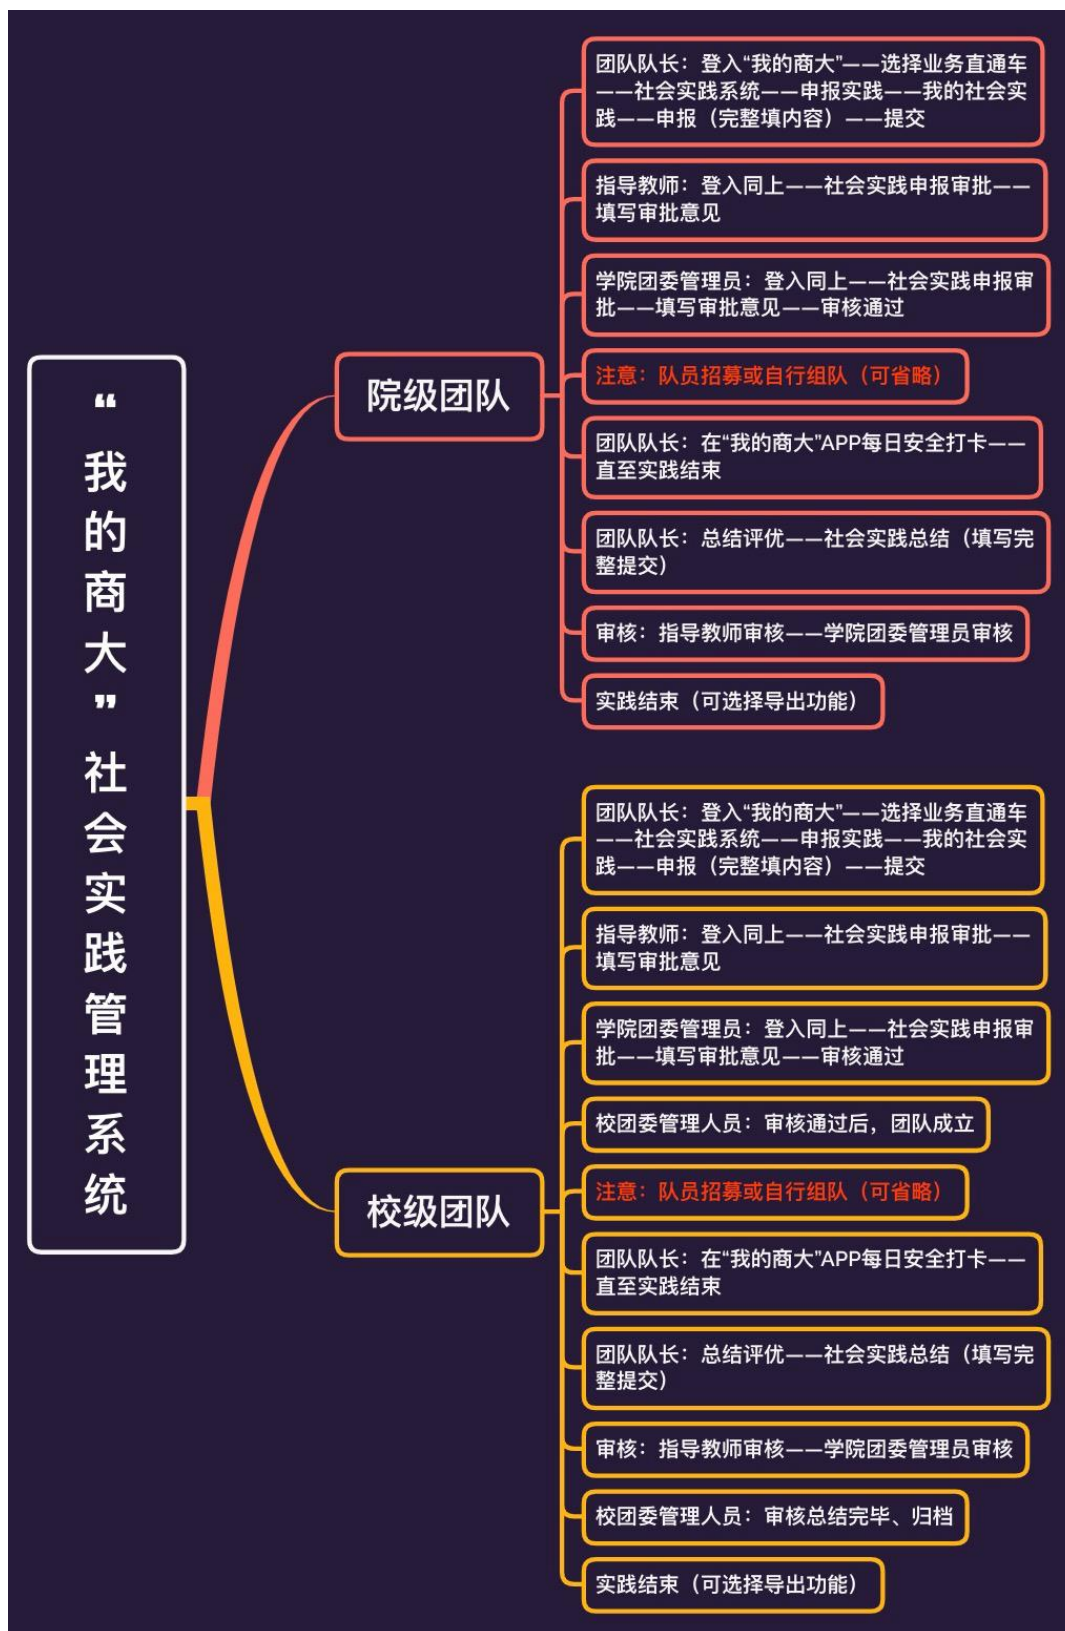 “我的商大”社会实践管理系统
院级团队
团队队长：登入“我的商大”——选择业务直通车
——社会实践系统——申报实践——我的社会实
践——申报（完整填内容）——提交
指导教师：登入同上——社会实践申报审批——
填写审批意见
学院团委管理员：登入同上——社会实践申报审
批——填写审批意见——审核通过
注意：队员招募或自行组队（可省略）
团队队长：在“我的商大”APP每日安全打卡——
直至实践结束
团队队长：总结评优——社会实践总结（填写完
整提交）
审核：指导教师审核——学院团委管理员审核
实践结束（可选择导出功能）
校级团队
团队队长：登入“我的商大”——选择业务直通车
——社会实践系统——申报实践——我的社会实
践——申报（完整填内容）——提交
指导教师：登入同上——社会实践申报审批——
填写审批意见
学院团委管理员：登入同上——社会实践申报审
批——填写审批意见——审核通过
校团委管理人员：审核通过后，团队成立
注意：队员招募或自行组队（可省略）
团队队长：在“我的商大”APP每日安全打卡——
直至实践结束
团队队长：总结评优——社会实践总结（填写完
整提交）
审核：指导教师审核——学院团委管理员审核
校团委管理人员：审核总结完毕、归档
实践结束（可选择导出功能）